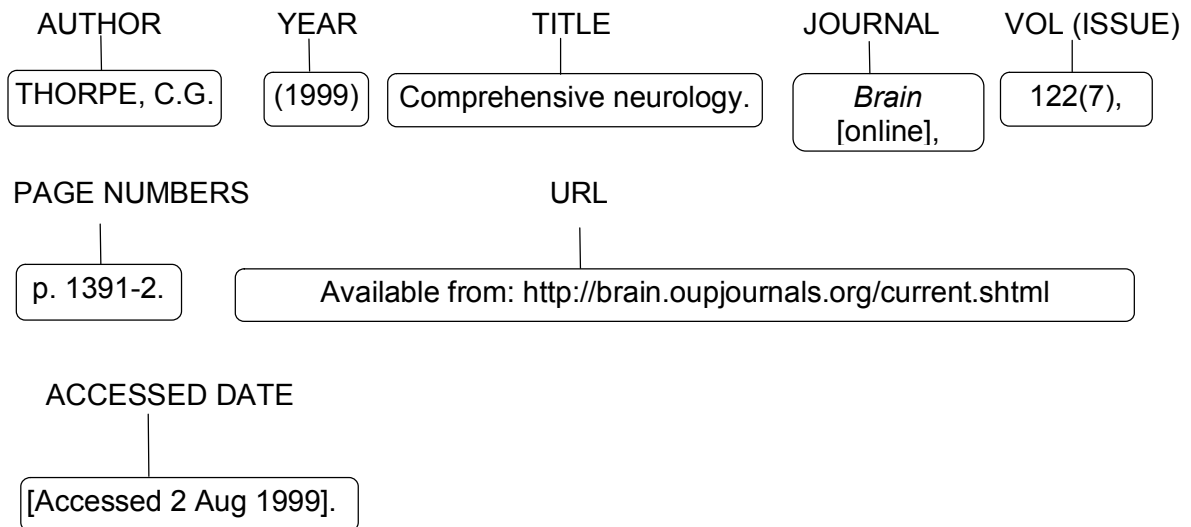 AUTHOR YEAR TITLE JOURNAL VOL (ISSUE)
THORPE, C.G. (1999) Comprehensive neurology. Brain 122(7),
[online],
PAGE NUMBERS URL
p. 1391-2. Available from: http://brain.oupjournals.org/current.shtml
ACCESSED DATE
[Accessed 2 Aug 1999].